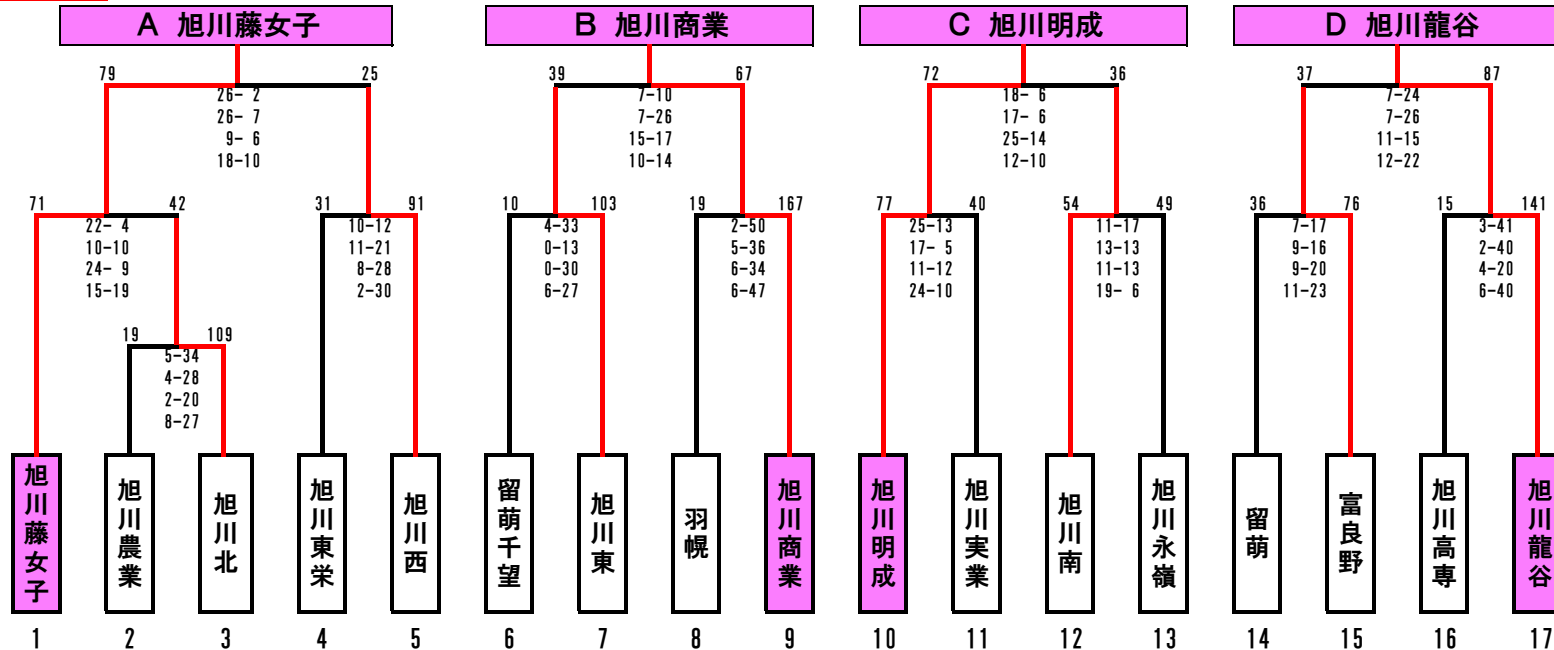 A 旭川藤女子
B 旭川商業
C 旭川明成
D 旭川龍谷
79 25
26- 2
26- 7
9- 6
18-10
39 67
7-10
7-26
15-17
10-14
72 36
18- 6
17- 6
25-14
12-10
37 87
7-24
7-26
11-15
12-22
71 42
22- 4
10-10
24- 9
15-19
31 91
10-12
11-21
8-28
2-30
10 103
4-33
0-13
0-30
6-27
19 167
2-50
5-36
6-34
6-47
77 40
25-13
17- 5
11-12
24-10
54 49
11-17
13-13
11-13
19- 6
36 76
7-17
9-16
9-20
11-23
15 141
3-41
2-40
4-20
6-40
19 109
5-34
4-28
2-20
8-27
旭川藤女子
旭川農業
旭川北
旭川東栄
旭川西
留萌千望
旭川東
羽幌
旭川商業
旭川明成
旭川実業
旭川南
旭川永嶺
留萌
富良野
旭川高専
旭川龍谷
1 2 3 4 5 6 7 8 9 10 11 12 13 14 15 16 17